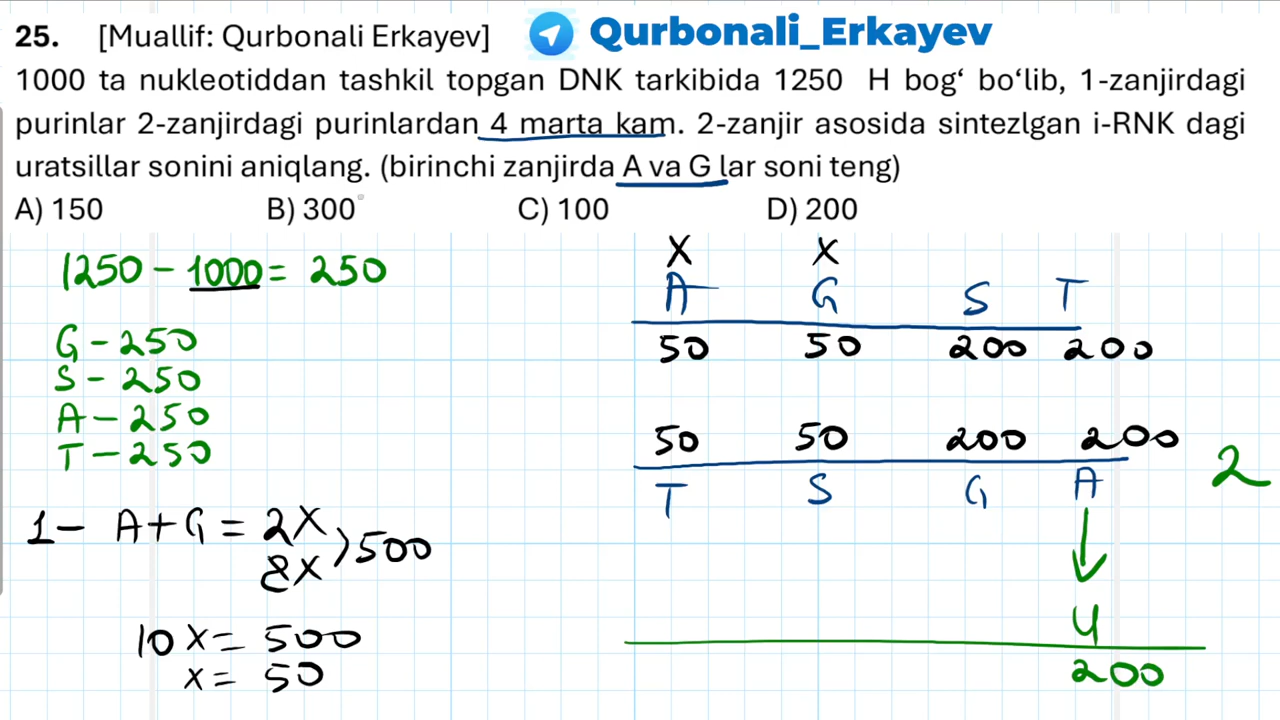 25. [Muallif: Qurbonali Erkayev] Qurbonali_Erkayev
1000 ta nukleotiddan tashkil topgan DNK tarkibida 1250 H bog‘ bo‘lib, 1-zanjirdagi
purinlar 2-zanjirdagi purinlardan 4 marta kam. 2-zanjir asosida sintezlgan i-RNK dagi
uratsillar sonini aniqlang. (birinchi zanjirda A va G lar soni teng)
A) 150 B) 300 C) 100 D) 200
1250 - 1000 = 250
G - 250
S - 250
A - 250
T - 250
1 - A + G = 2X
8X > 500
10 X = 500
X = 50
X X
A G S T
50 50 200 200
50 50 200 200
T S G A
2
U
200